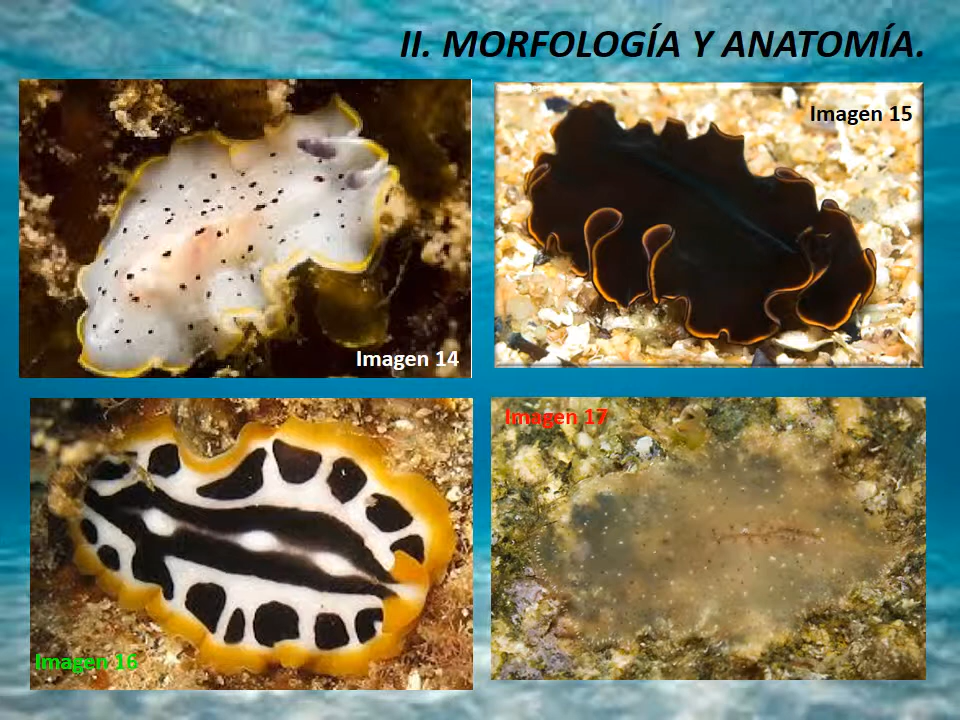 II. MORFOLOGÍA Y ANATOMÍA.
Imagen 14
Imagen 15
Imagen 16
Imagen 17